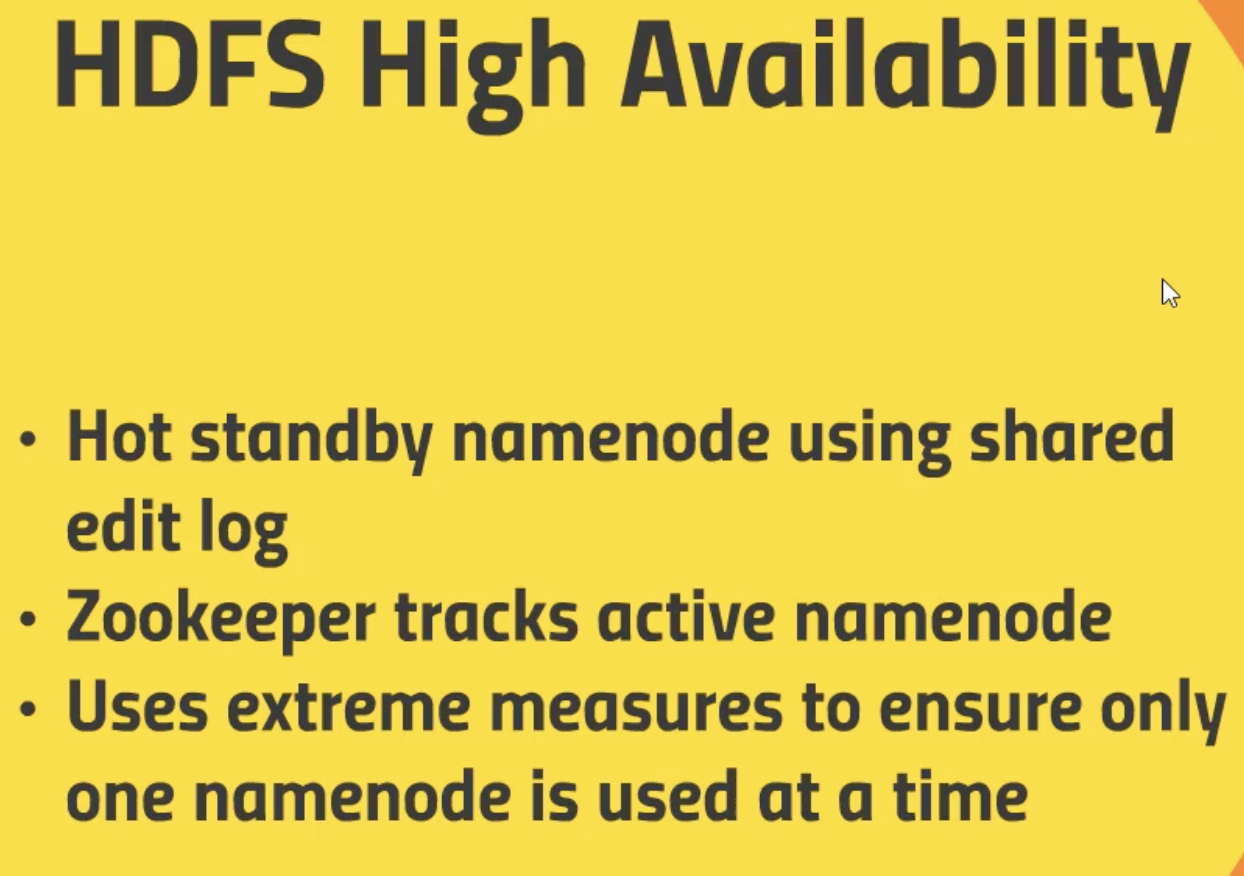 HDFS High Availability
• Hot standby namenode using shared
edit log
• Zookeeper tracks active namenode
• Uses extreme measures to ensure only
one namenode is used at a time